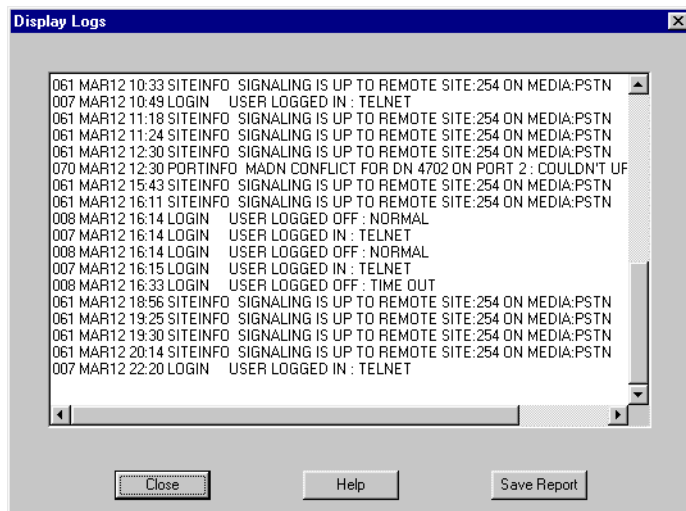 Display Logs
061 MAR12 10:33 SITEINFO SIGNALING IS UP TO REMOTE SITE:254 ON MEDIA:PSTN
007 MAR12 10:49 LOGIN USER LOGGED IN : TELNET
061 MAR12 11:18 SITEINFO SIGNALING IS UP TO REMOTE SITE:254 ON MEDIA:PSTN
061 MAR12 11:24 SITEINFO SIGNALING IS UP TO REMOTE SITE:254 ON MEDIA:PSTN
061 MAR12 12:30 SITEINFO SIGNALING IS UP TO REMOTE SITE:254 ON MEDIA:PSTN
070 MAR12 12:30 PORTINFO MADN CONFLICT FOR DN 4702 ON PORT 2 : COULDN'T UF
061 MAR12 15:43 SITEINFO SIGNALING IS UP TO REMOTE SITE:254 ON MEDIA:PSTN
061 MAR12 16:11 SITEINFO SIGNALING IS UP TO REMOTE SITE:254 ON MEDIA:PSTN
008 MAR12 16:14 LOGIN USER LOGGED OFF : NORMAL
007 MAR12 16:14 LOGIN USER LOGGED IN : TELNET
008 MAR12 16:14 LOGIN USER LOGGED OFF : NORMAL
007 MAR12 16:15 LOGIN USER LOGGED IN : TELNET
008 MAR12 16:33 LOGIN USER LOGGED OFF : TIME OUT
061 MAR12 18:56 SITEINFO SIGNALING IS UP TO REMOTE SITE:254 ON MEDIA:PSTN
061 MAR12 19:25 SITEINFO SIGNALING IS UP TO REMOTE SITE:254 ON MEDIA:PSTN
061 MAR12 19:30 SITEINFO SIGNALING IS UP TO REMOTE SITE:254 ON MEDIA:PSTN
061 MAR12 20:14 SITEINFO SIGNALING IS UP TO REMOTE SITE:254 ON MEDIA:PSTN
007 MAR12 22:20 LOGIN USER LOGGED IN : TELNET
Close Help Save Report